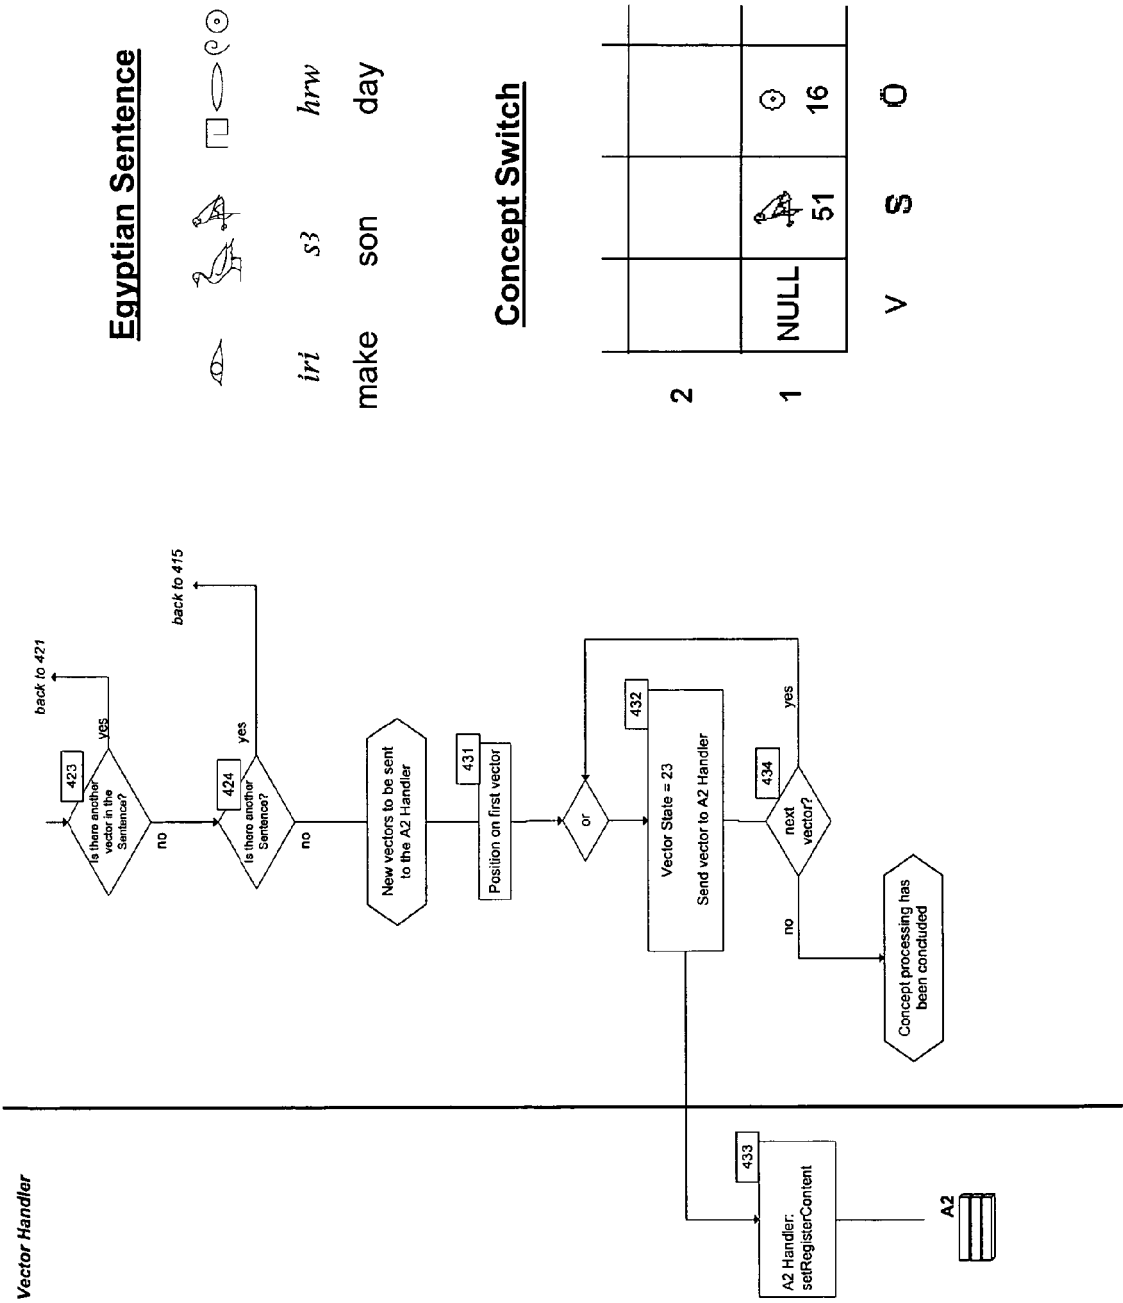 Vector Handler
423
Is there another
vector in the
Sentence?
yes
back to 421
no
424
Is there another
Sentence?
yes
back to 415
no
New vectors to be sent
to the A2 Handler
431
Position on first vector
or
432
Vector State = 23
Send vector to A2 Handler
433
A2 Handler:
setRegisterContent
A2
434
next
vector?
yes
no
Concept processing has
been concluded
Egyptian Sentence
iri s3 hrw
make son day
Concept Switch
2
1 NULL 51 16
V S O